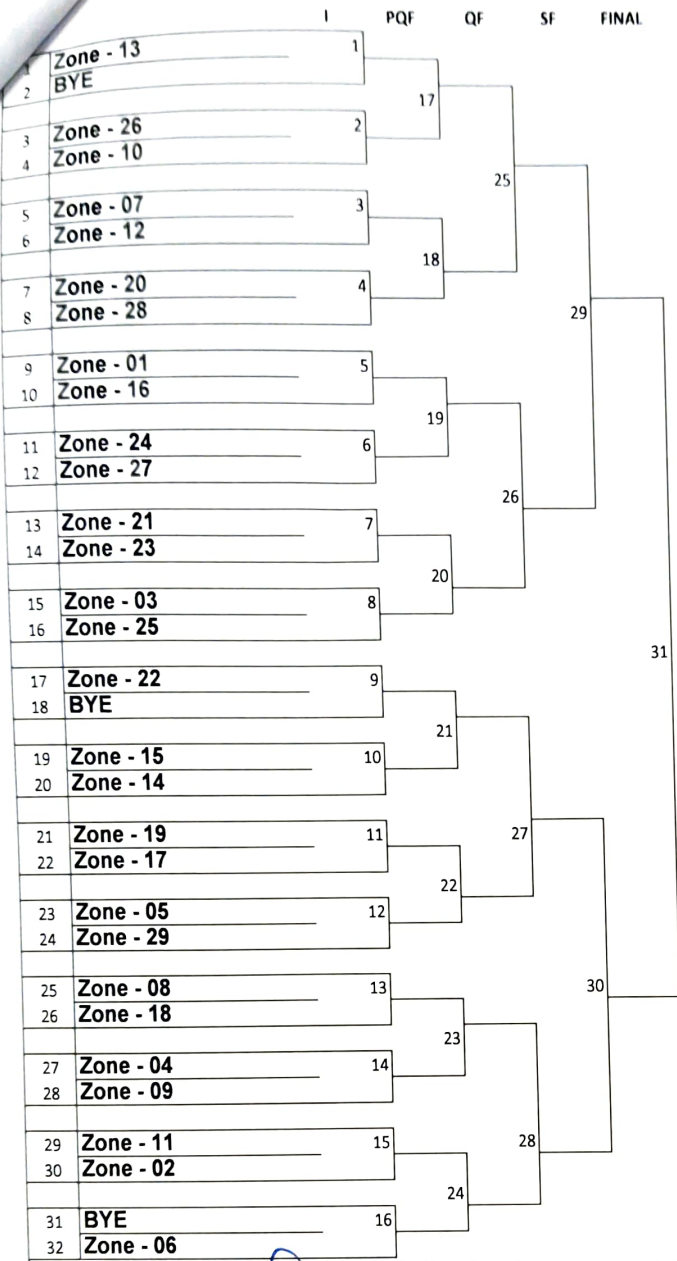 I PQF QF SF FINAL
1 Zone - 13 1
2 BYE
17
3 Zone - 26 2
4 Zone - 10
25
5 Zone - 07 3
6 Zone - 12
18
7 Zone - 20 4
8 Zone - 28
29
9 Zone - 01 5
10 Zone - 16
19
11 Zone - 24 6
12 Zone - 27
26
13 Zone - 21 7
14 Zone - 23
20
15 Zone - 03 8
16 Zone - 25
31
17 Zone - 22 9
18 BYE
21
19 Zone - 15 10
20 Zone - 14
27
21 Zone - 19 11
22 Zone - 17
22
23 Zone - 05 12
24 Zone - 29
30
25 Zone - 08 13
26 Zone - 18
23
27 Zone - 04 14
28 Zone - 09
28
29 Zone - 11 15
30 Zone - 02
24
31 BYE 16
32 Zone - 06